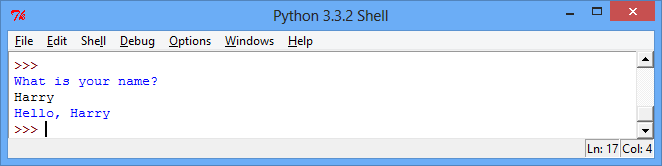 Python 3.3.2 Shell
File Edit Shell Debug Options Windows Help
>>>
What is your name?
Harry
Hello, Harry
>>>
Ln: 17 Col: 4